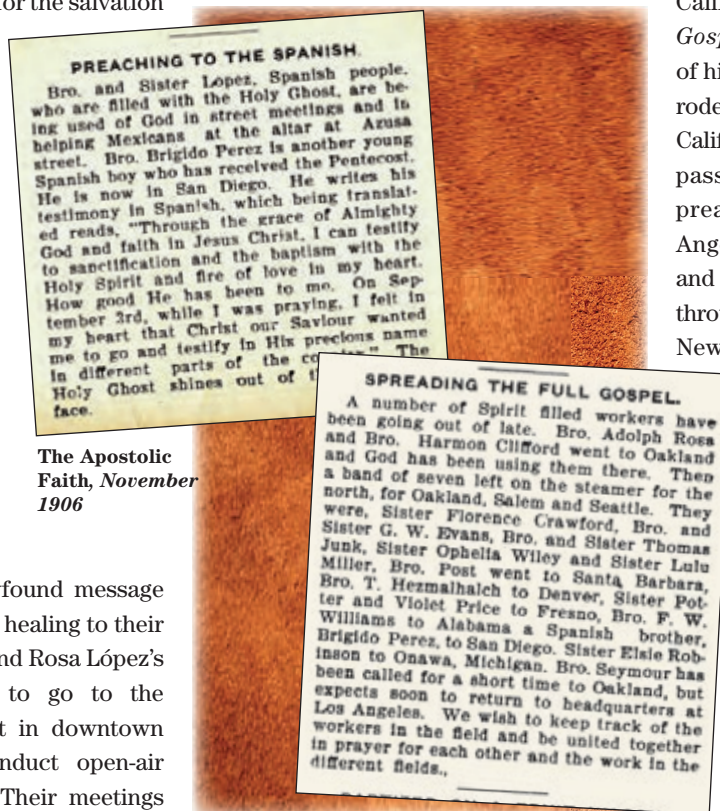 for the salvation
PREACHING TO THE SPANISH.
Bro. and Sister Lopez, Spanish people,
who are filled with the Holy Ghost, are be-
ing used of God in street meetings and in
helping Mexicans at the altar at Azusa
street. Bro. Brigido Perez is another young
Spanish boy who has received the Pentecost.
He is now in San Diego. He writes his
testimony in Spanish, which being translat-
ed reads, "Through the grace of Almighty
God and faith in Jesus Christ, I can testify
to sanctification and the baptism with the
Holy Spirit and fire of love in my heart.
How good He has been to me. On Sep-
tember 3rd, while I was praying, I felt in
my heart that Christ our Saviour wanted
me to go and testify in His precious name
in different parts of the The
Holy Ghost shines out of
face.
The Apostolic
Faith, November
1906
SPREADING THE FULL GOSPEL.
A number of Spirit filled workers have
been going out of late. Bro. Adolph Rosa
and Bro. Harmon Clifford went to Oakland
and God has been using them there. Then
a band of seven left on the steamer for the
north, for Oakland, Salem and Seattle. They
were, Sister Florence Crawford, Bro. and
Sister G. W. Evans, Bro. and Sister Thomas
Junk, Sister Ophelia Wiley and Sister Lulu
Miller, Bro. Post went to Santa Barbara,
Bro. T. Hezmalhalch to Denver, Sister Pot-
ter and Violet Price to Fresno, Bro. F. W.
Williams to Alabama a Spanish brother,
Brigido Perez, to San Diego. Sister Elsie Rob-
inson to Onawa, Michigan. Bro. Seymour has
been called for a short time to Oakland, but
expects soon to return to headquarters at
Los Angeles. We wish to keep track of the
workers in the field and be united together
in prayer for each other and the work in the
different fields.,
found message
healing to their
nd Rosa López's
to go to the
t in downtown
nduct open-air
Their meetings
Cali
Gosp
of hi
rode
Calif
pass
prea
Ang
and
throu
New